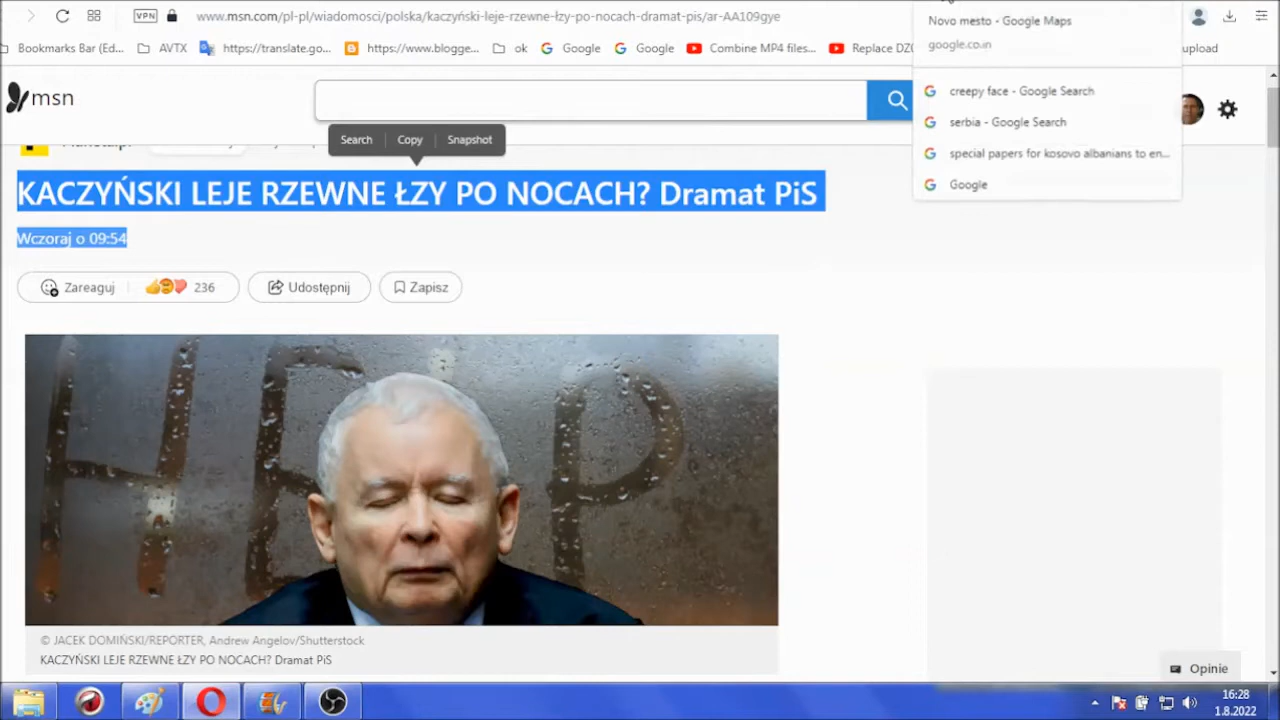 VPN
www.msn.com/pl-pl/wiadomosci/polska/kaczyński-leje-rzewne-łzy-po-nocach-dramat-pis/ar-AA109gye
Novo mesto - Google Maps
google.co.in
Bookmarks Bar (Ed...
AVTX
https://translate.go...
https://www.blogge...
ok
Google
Google
Combine MP4 files...
Replace
upload
creepy face - Google Search
serbia - Google Search
special papers for kosovo albanians to en...
Google
msn
Search
Copy
Snapshot
KACZYŃSKI LEJE RZEWNE ŁZY PO NOCACH? Dramat PiS
Wczoraj o 09:54
Zareaguj
236
Udostępnij
Zapisz
HELP
© JACEK DOMIŃSKI/REPORTER, Andrew Angelov/Shutterstock
KACZYŃSKI LEJE RZEWNE ŁZY PO NOCACH? Dramat PiS
Opinie
16:28
1.8.2022